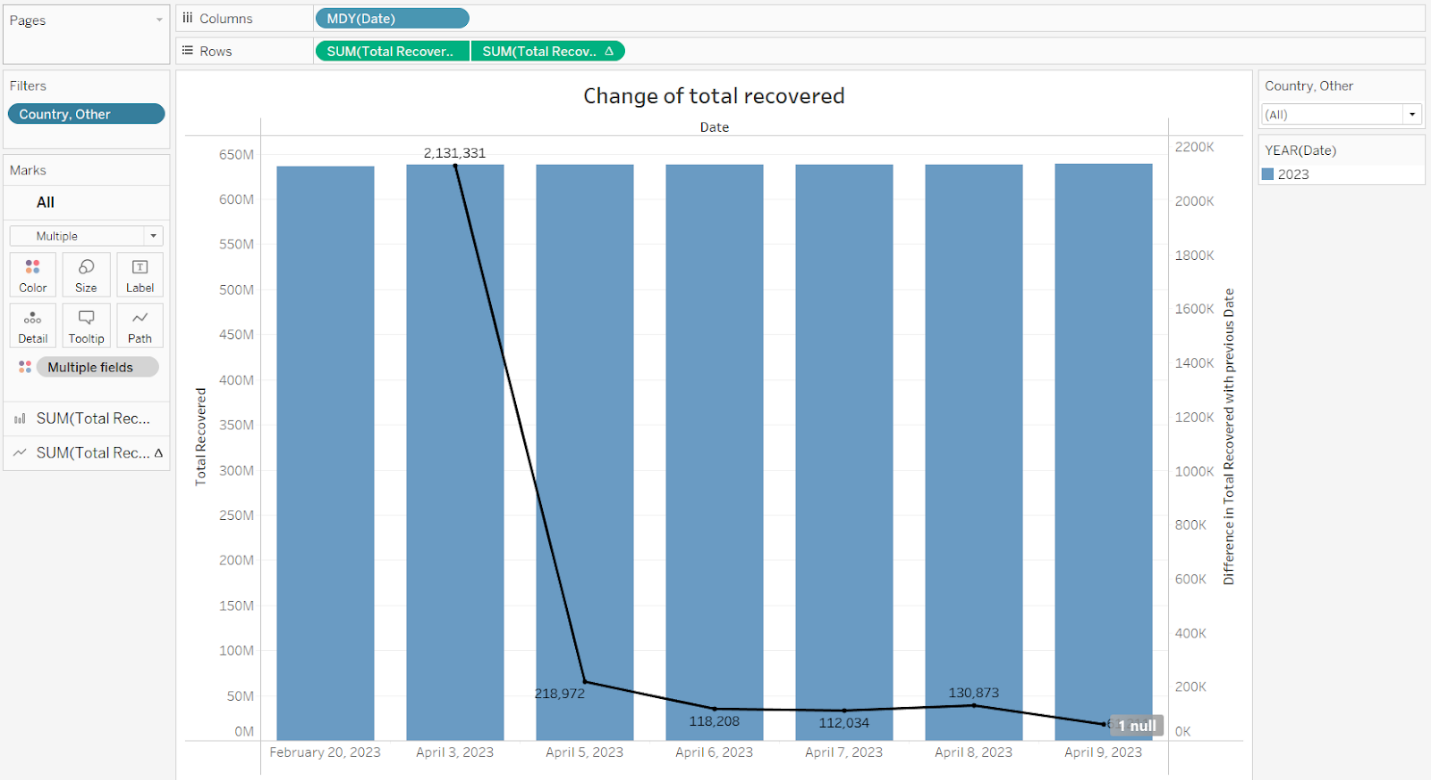 Pages
Columns
MDY(Date)
Rows
SUM(Total Recover..
SUM(Total Recov.. Δ
Filters
Country, Other
Marks
All
Multiple
Color
Size
Label
Detail
Tooltip
Path
Multiple fields
SUM(Total Rec...
SUM(Total Rec... Δ
Change of total recovered
Date
Total Recovered
650M
600M
550M
500M
450M
400M
350M
300M
250M
200M
150M
100M
50M
0M
2,131,331
218,972
118,208
112,034
130,873
1 null
2200K
2000K
1800K
1600K
1400K
1200K
1000K
800K
600K
400K
200K
0K
Difference in Total Recovered with previous Date
February 20, 2023
April 3, 2023
April 5, 2023
April 6, 2023
April 7, 2023
April 8, 2023
April 9, 2023
Country, Other
(All)
YEAR(Date)
2023